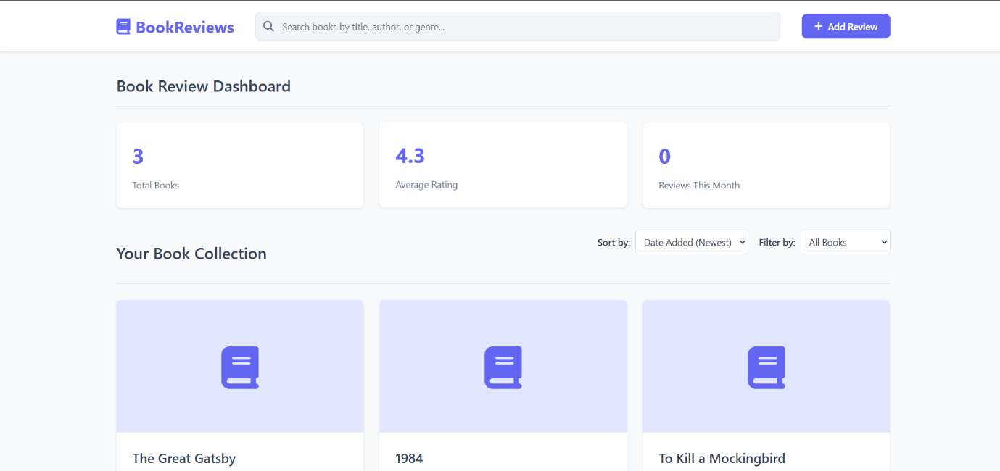 BookReviews
Search books by title, author, or genre...
+ Add Review
Book Review Dashboard
3
4.3
0
Total Books
Average Rating
Reviews This Month
Your Book Collection
Sort by:
Date Added (Newest)
Filter by:
All Books
The Great Gatsby
1984
To Kill a Mockingbird